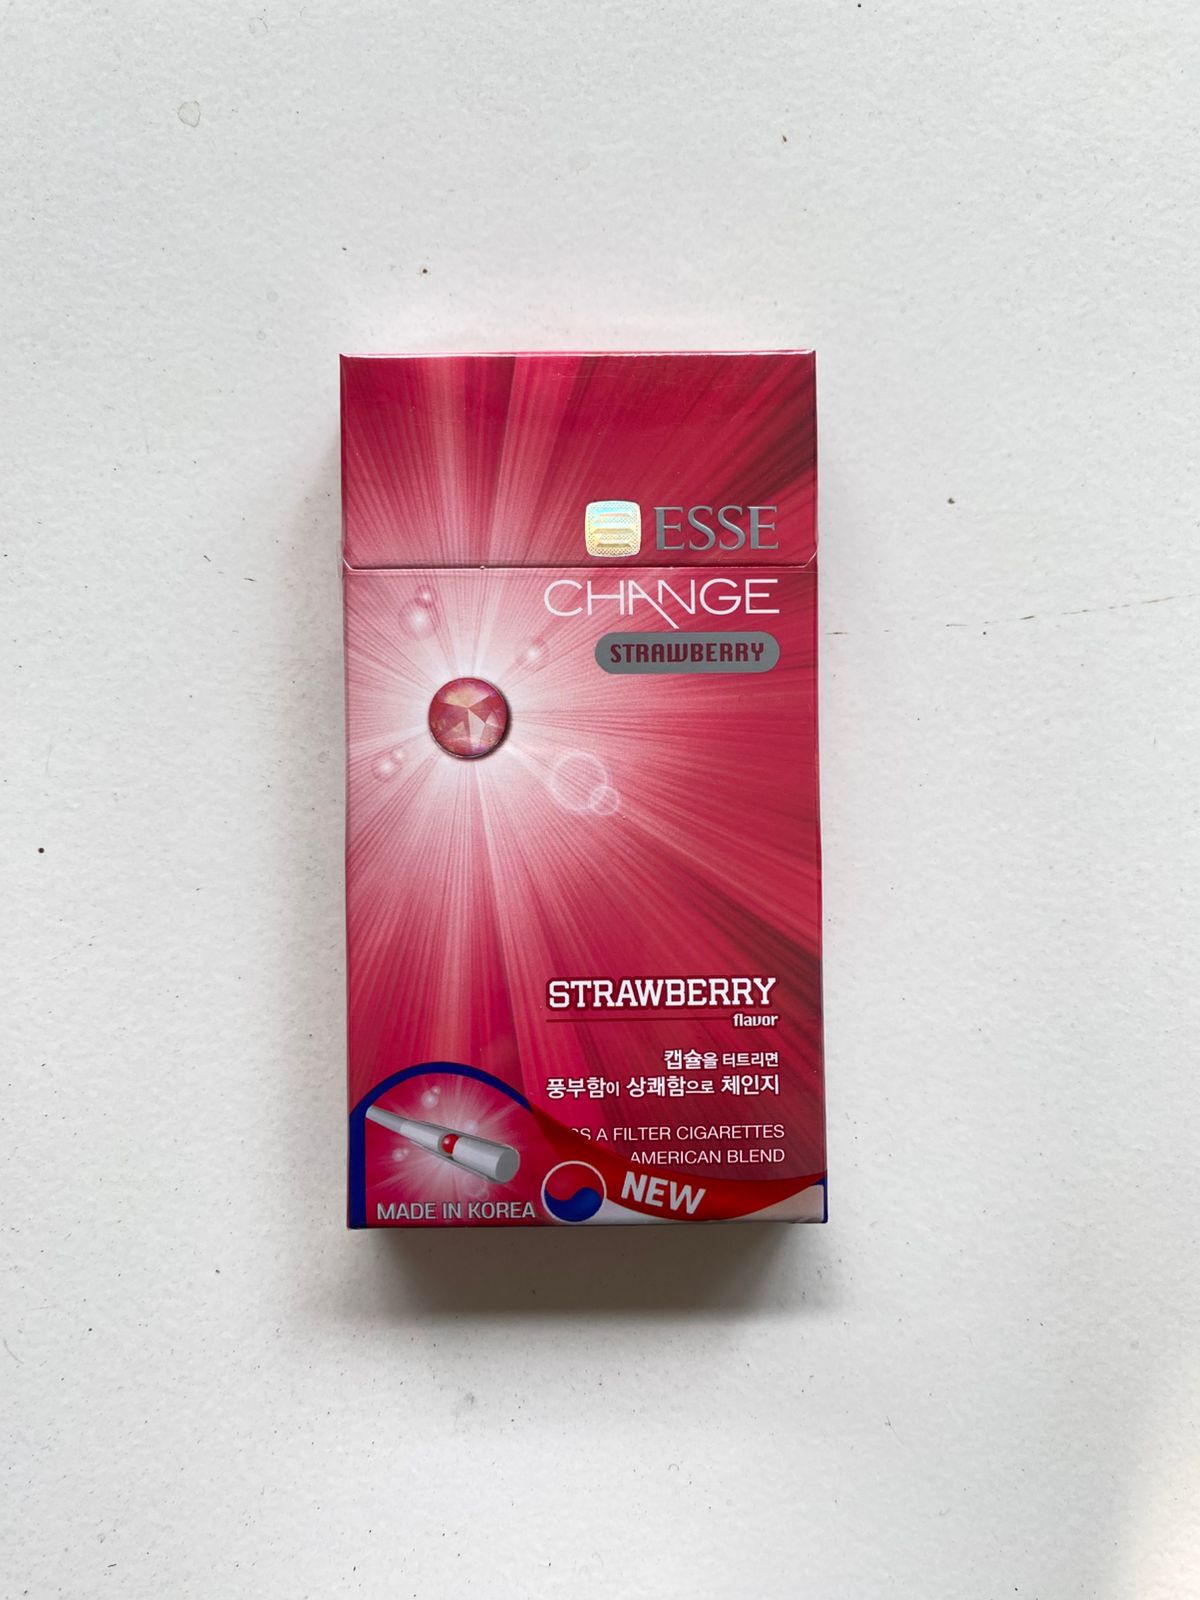 ESSE
CHANGE
STRAWBERRY
STRAWBERRY
flavor
캡슐을 터트리면
풍부함이 상쾌함으로 체인지
A FILTER CIGARETTES
AMERICAN BLEND
NEW
MADE IN KOREA